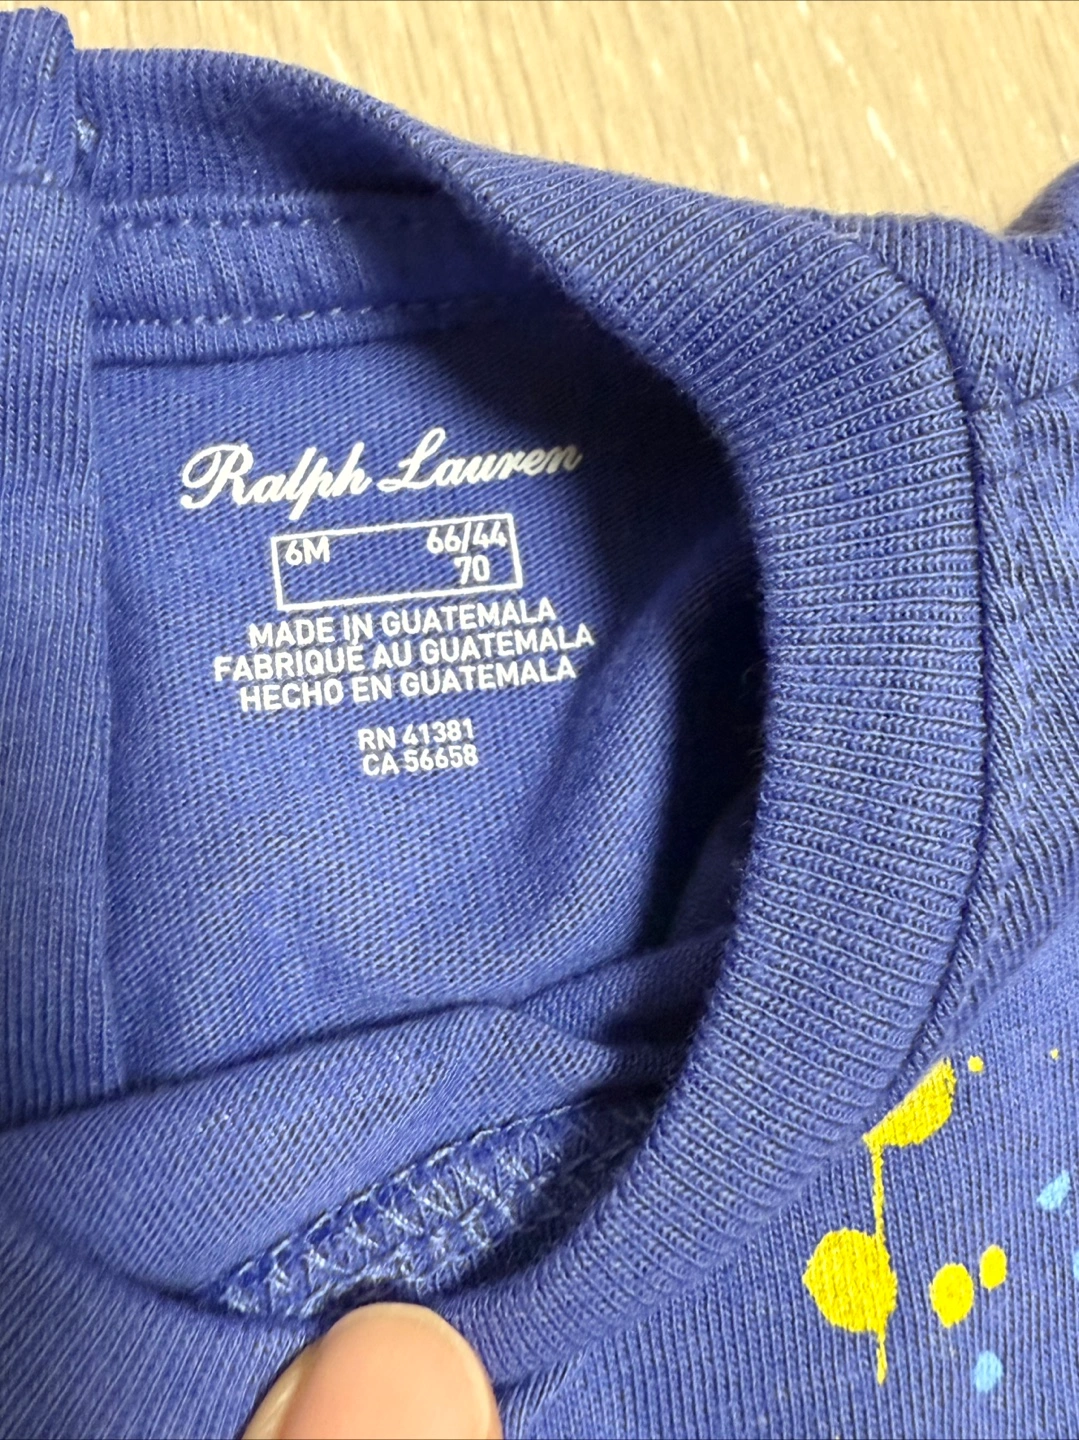 Ralph Lauren
6M 66/44
70
MADE IN GUATEMALA
FABRIQUÉ AU GUATEMALA
HECHO EN GUATEMALA
RN 41381
CA 56658